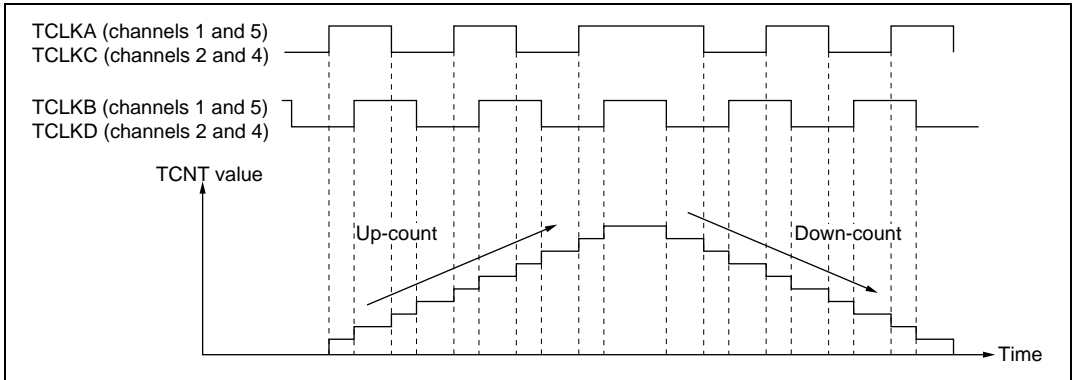 TCLKA (channels 1 and 5)
TCLKC (channels 2 and 4)
TCLKB (channels 1 and 5)
TCLKD (channels 2 and 4)
TCNT value
Up-count
Down-count
Time